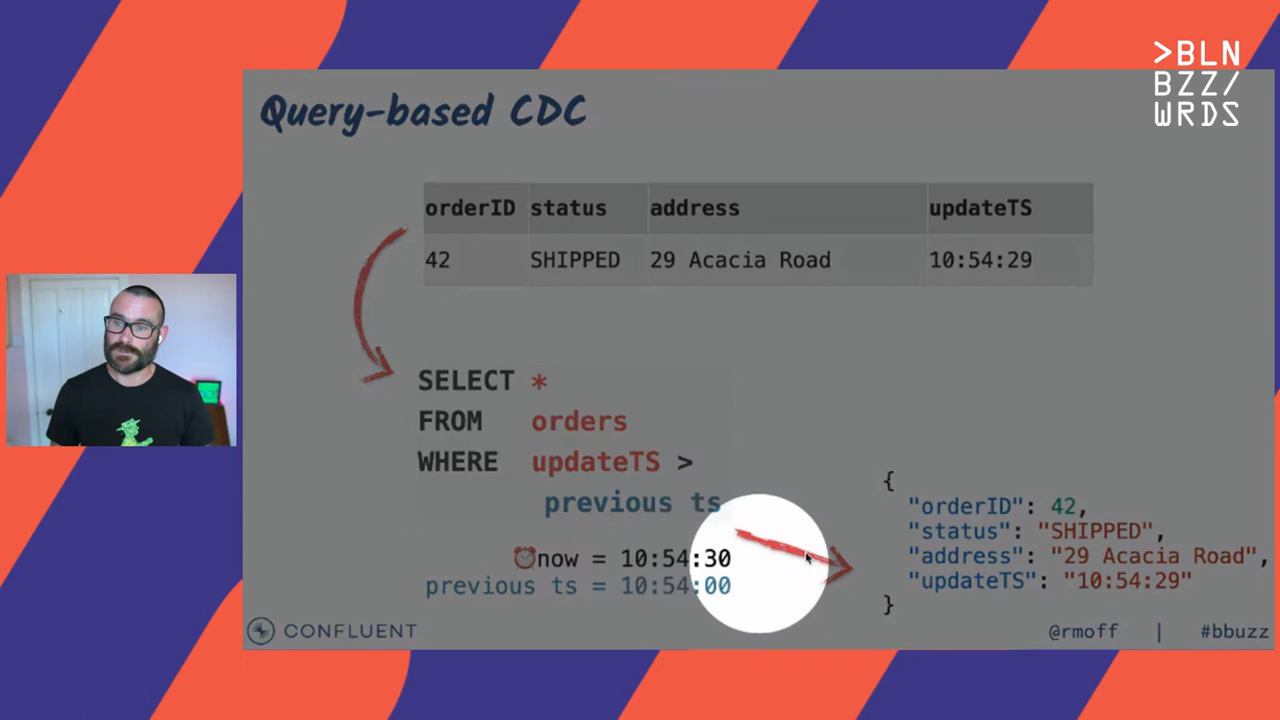 >BLN
BZZ/
WRDS
Query-based CDC
orderID status address updateTS
42 SHIPPED 29 Acacia Road 10:54:29
SELECT *
FROM orders
WHERE updateTS >
previous ts
now = 10:54:30
previous ts = 10:54:00
{
"orderID": 42,
"status": "SHIPPED",
"address": "29 Acacia Road",
"updateTS": "10:54:29"
}
CONFLUENT
@rmoff | #bbuzz